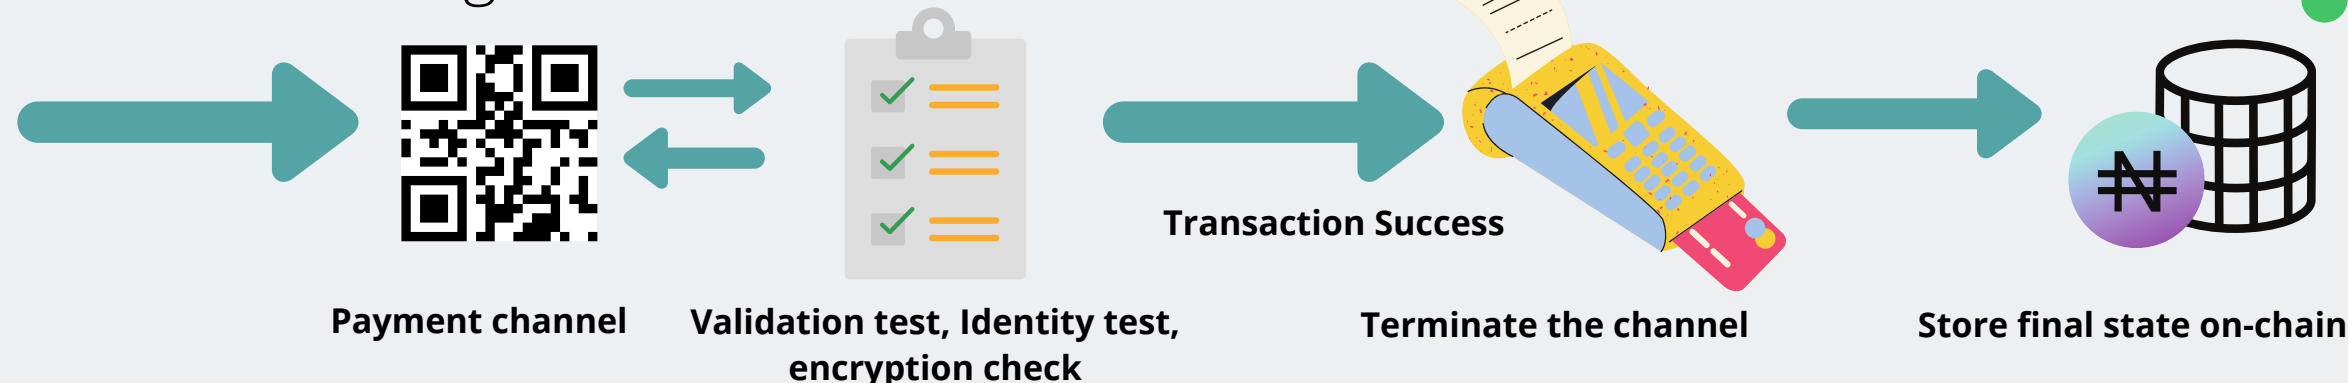 Transaction Success
Payment channel
Validation test, Identity test,
encryption check
Terminate the channel
Store final state on-chain
₦